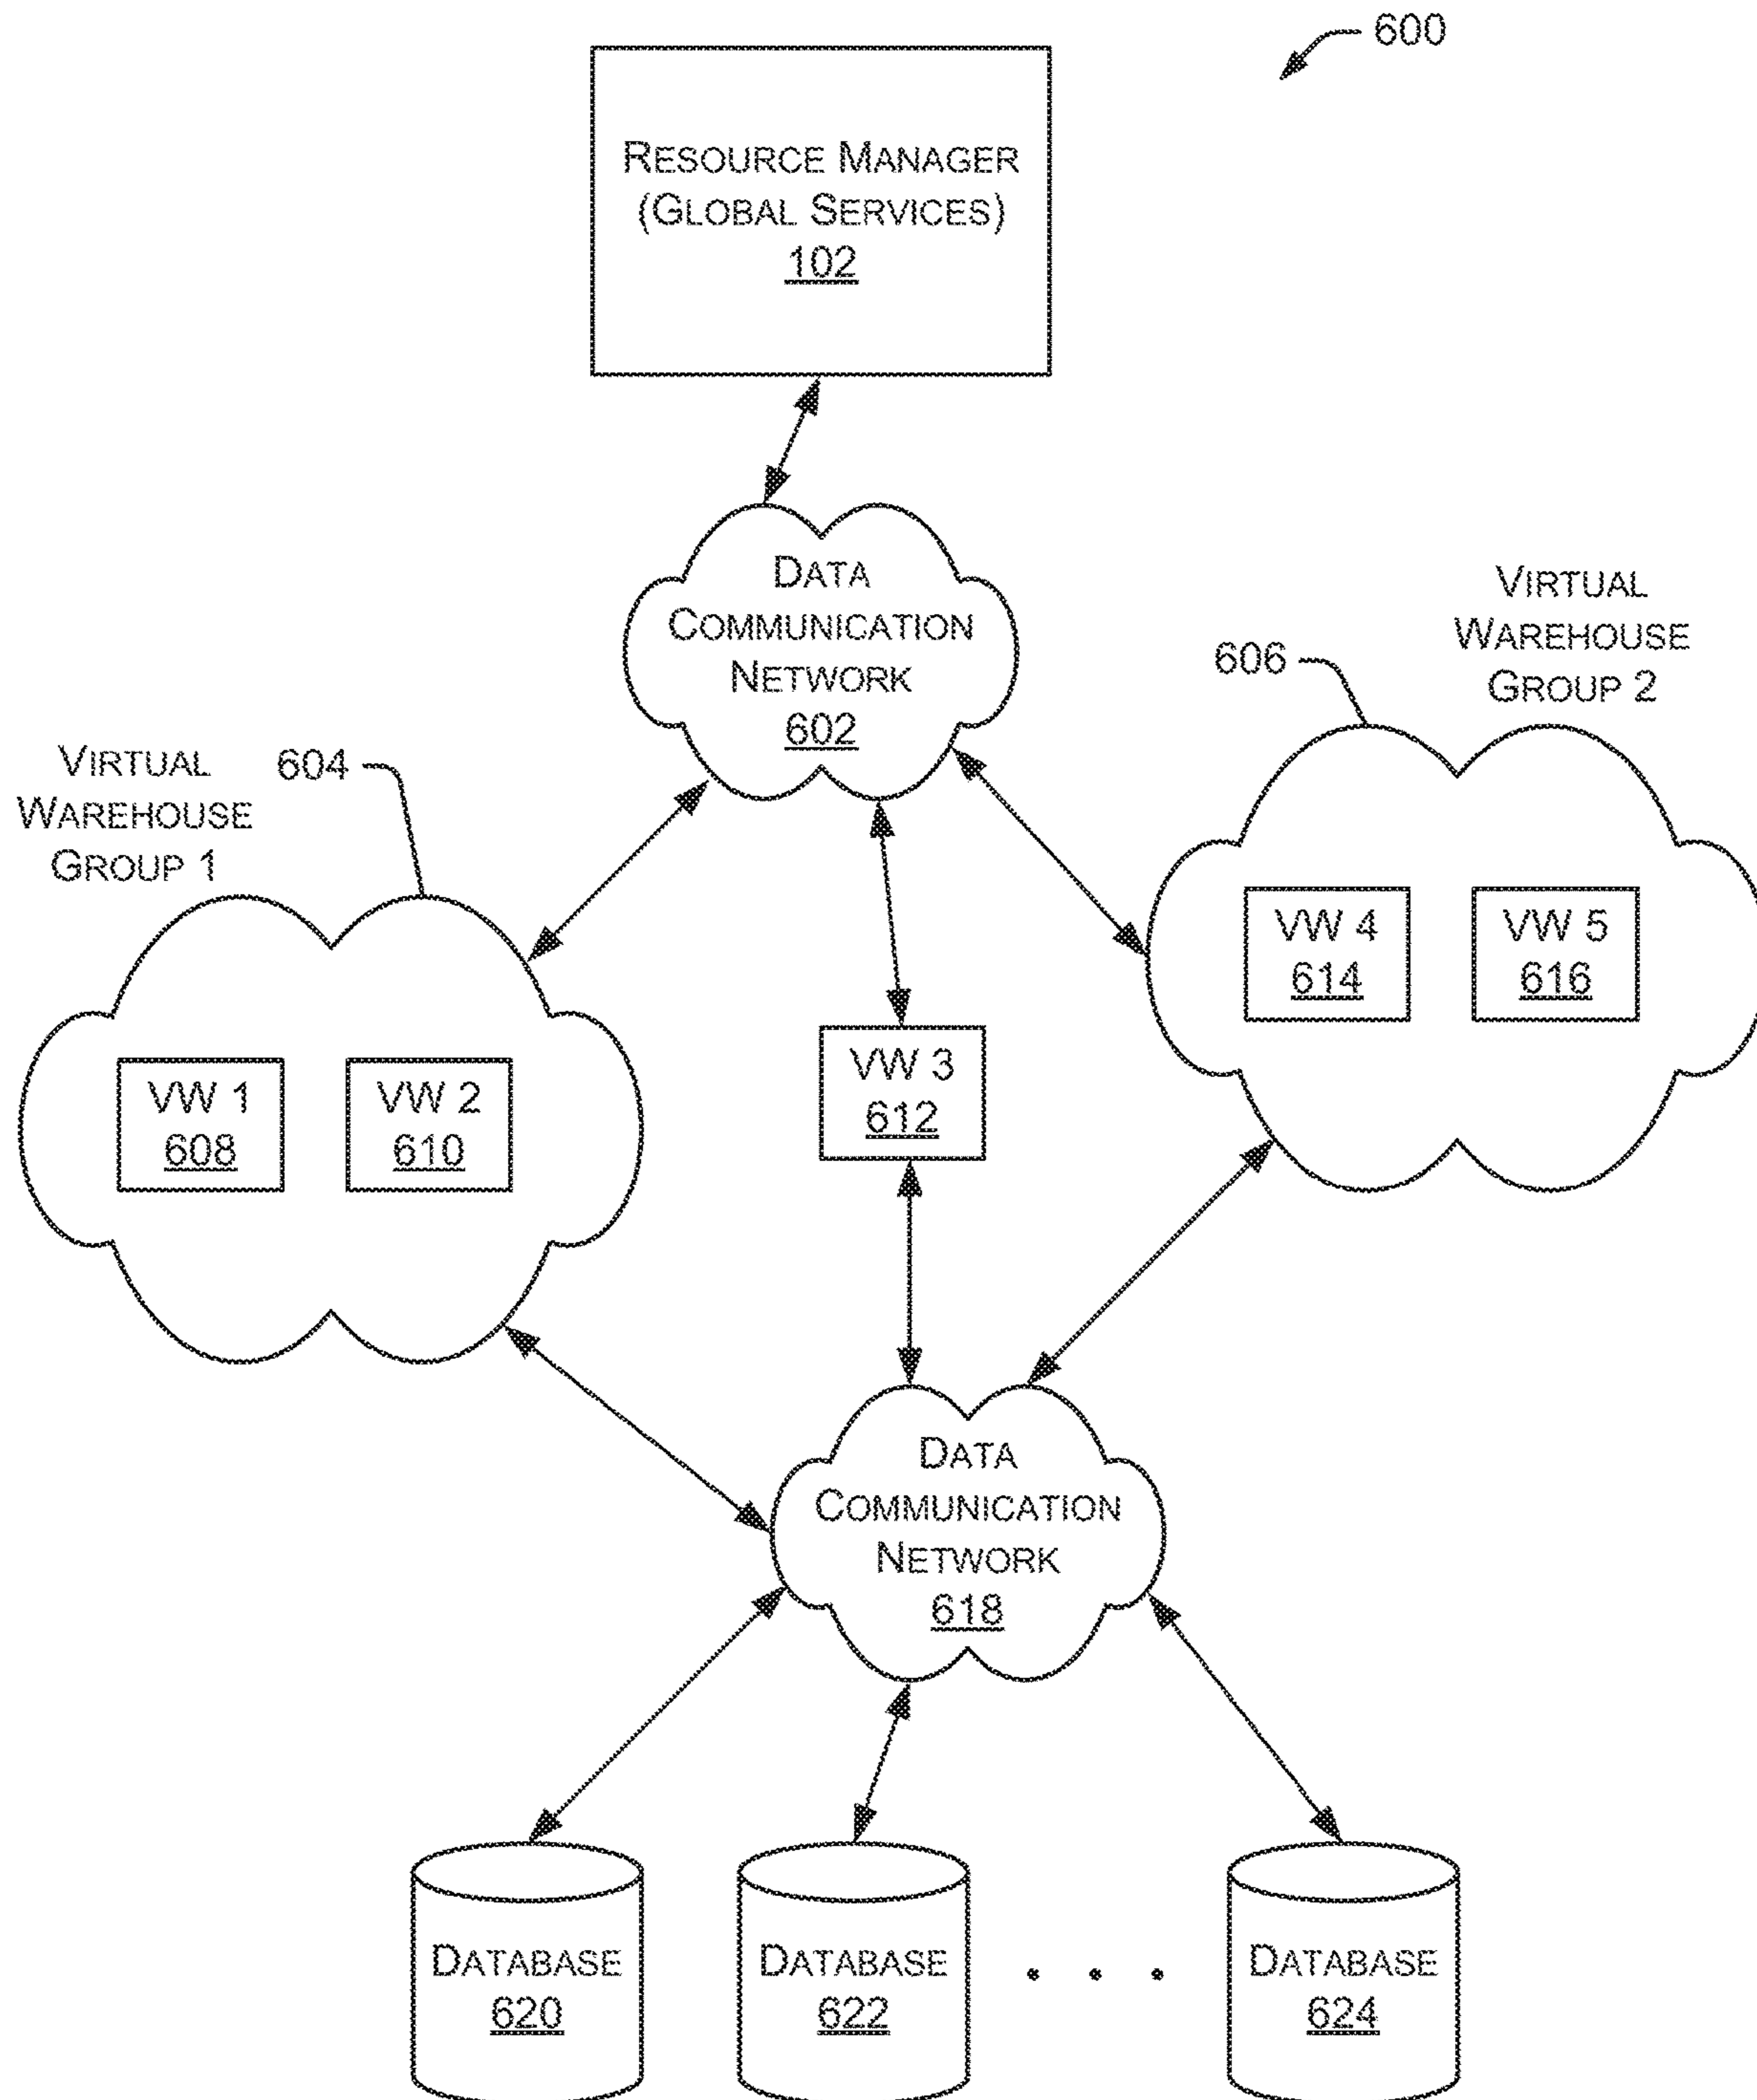 600
RESOURCE MANAGER
(GLOBAL SERVICES)
102
DATA
COMMUNICATION
NETWORK
602
VIRTUAL
WAREHOUSE
GROUP 2
606
VIRTUAL
WAREHOUSE
GROUP 1
604
VW 4
614
VW 5
616
VW 1
608
VW 2
610
VW 3
612
DATA
COMMUNICATION
NETWORK
618
DATABASE
620
DATABASE
622
. . .
DATABASE
624